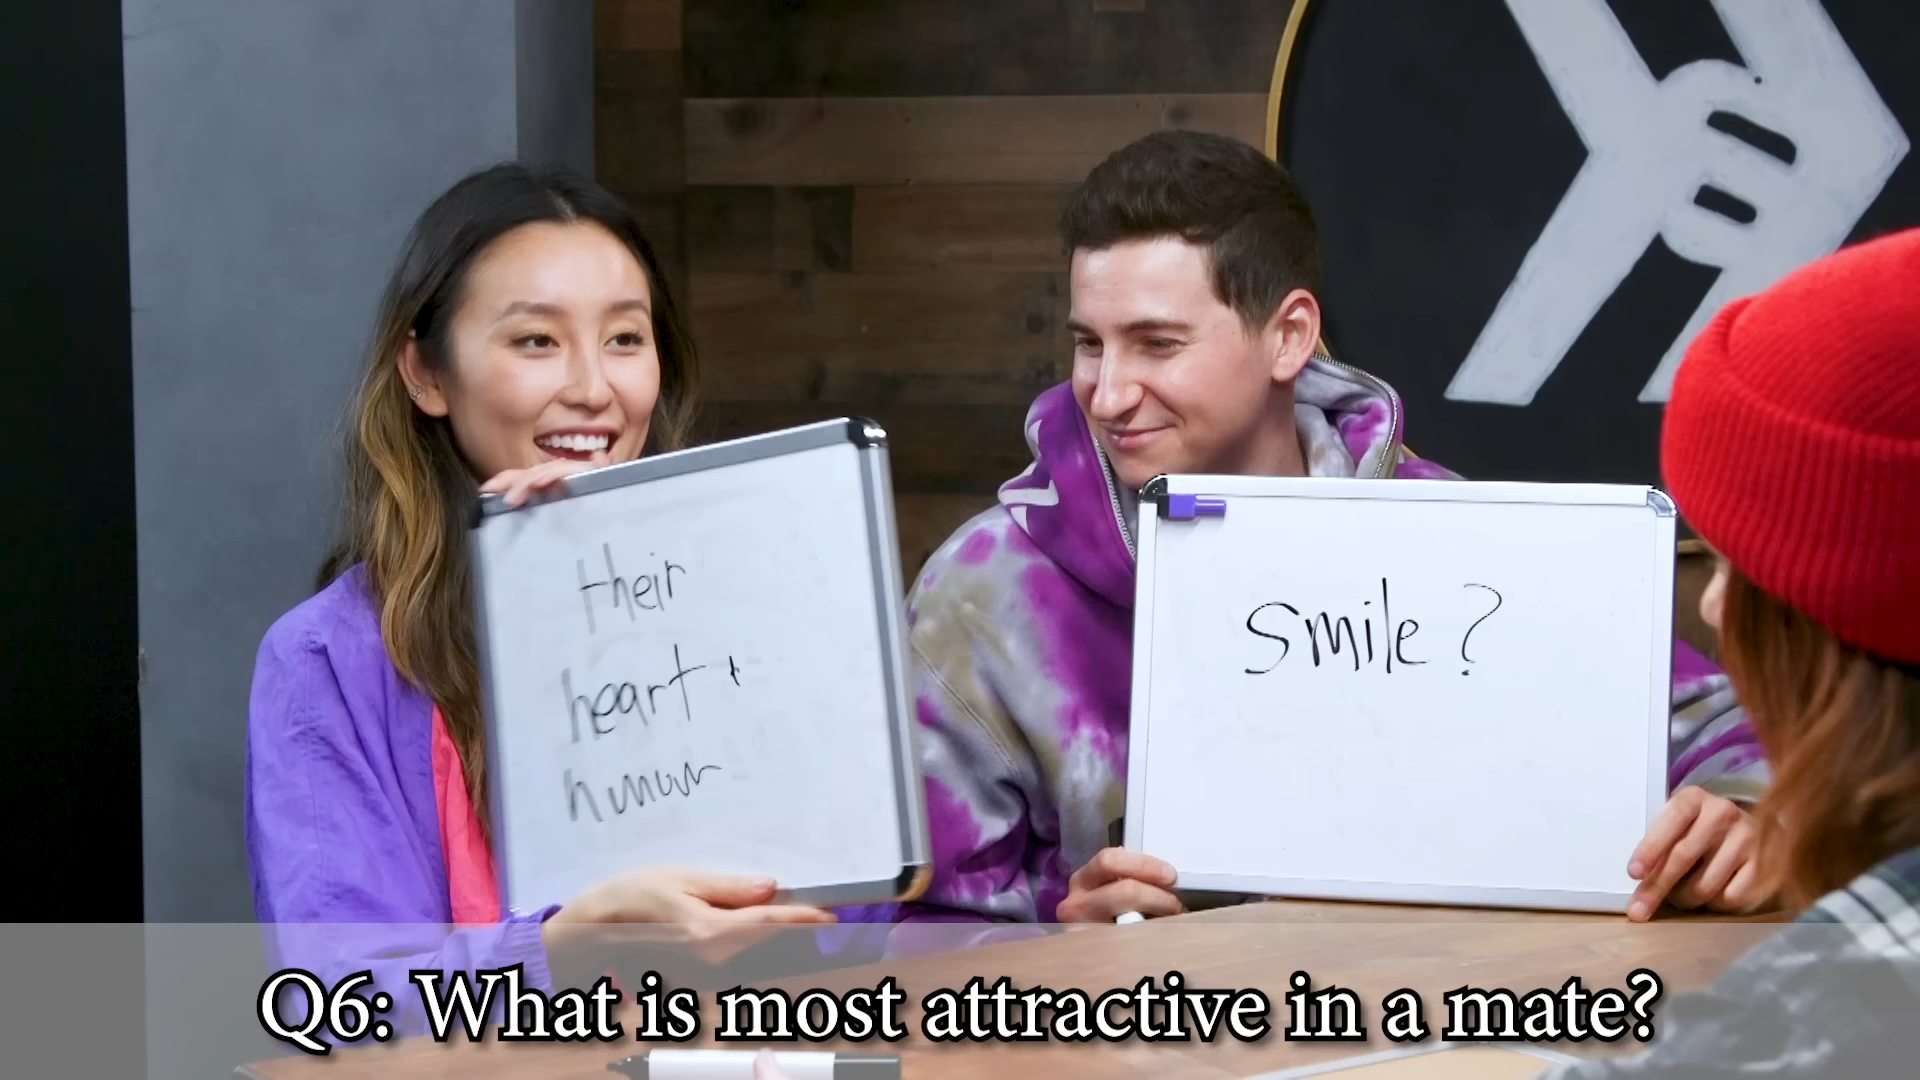 their
heart +
humour
smile?
Q6: What is most attractive in a mate?